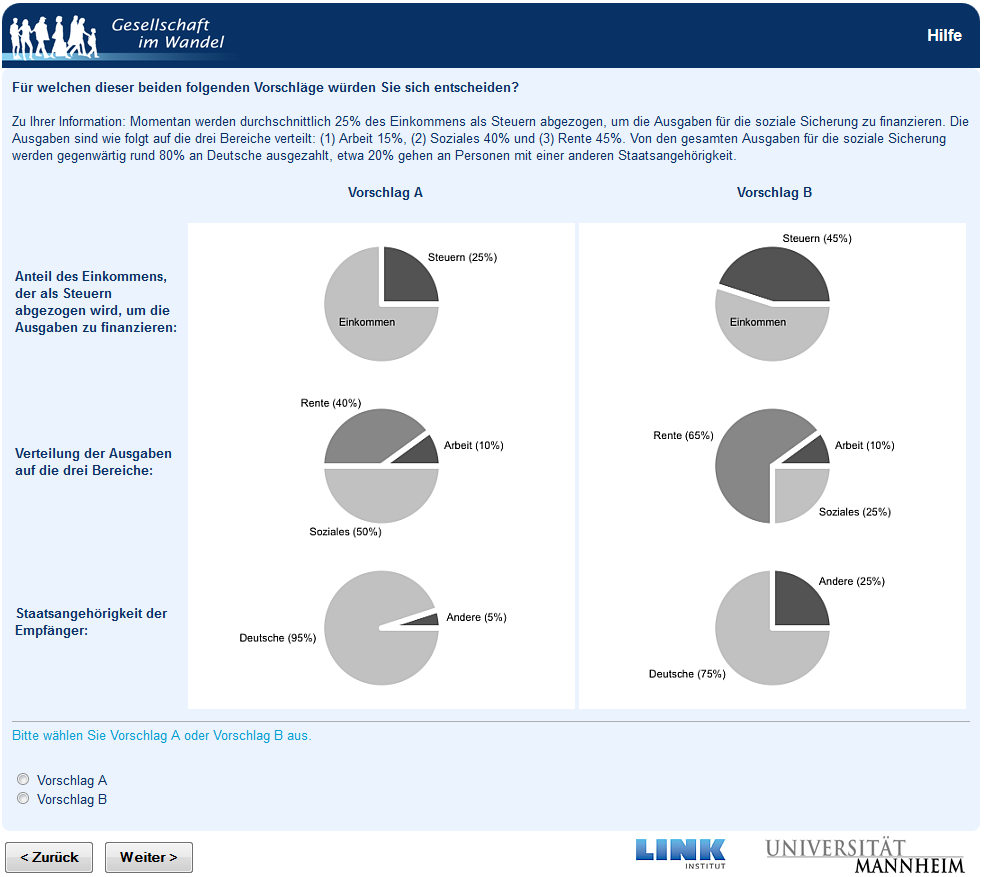 Gesellschaft
im Wandel
Hilfe
Für welchen dieser beiden folgenden Vorschläge würden Sie sich entscheiden?
Zu Ihrer Information: Momentan werden durchschnittlich 25% des Einkommens als Steuern abgezogen, um die Ausgaben für die soziale Sicherung zu finanzieren. Die
Ausgaben sind wie folgt auf die drei Bereiche verteilt: (1) Arbeit 15%, (2) Soziales 40% und (3) Rente 45%. Von den gesamten Ausgaben für die soziale Sicherung
werden gegenwärtig rund 80% an Deutsche ausgezahlt, etwa 20% gehen an Personen mit einer anderen Staatsangehörigkeit.
Vorschlag A
Vorschlag B
Anteil des Einkommens,
der als Steuern
abgezogen wird, um die
Ausgaben zu finanzieren:
Steuern (25%)
Einkommen
Steuern (45%)
Einkommen
Verteilung der Ausgaben
auf die drei Bereiche:
Rente (40%)
Arbeit (10%)
Soziales (50%)
Rente (65%)
Arbeit (10%)
Soziales (25%)
Staatsangehörigkeit der
Empfänger:
Andere (5%)
Deutsche (95%)
Andere (25%)
Deutsche (75%)
Bitte wählen Sie Vorschlag A oder Vorschlag B aus.
Vorschlag A
Vorschlag B
< Zurück
Weiter >
LINK
INSTITUT
UNIVERSITÄT
MANNHEIM